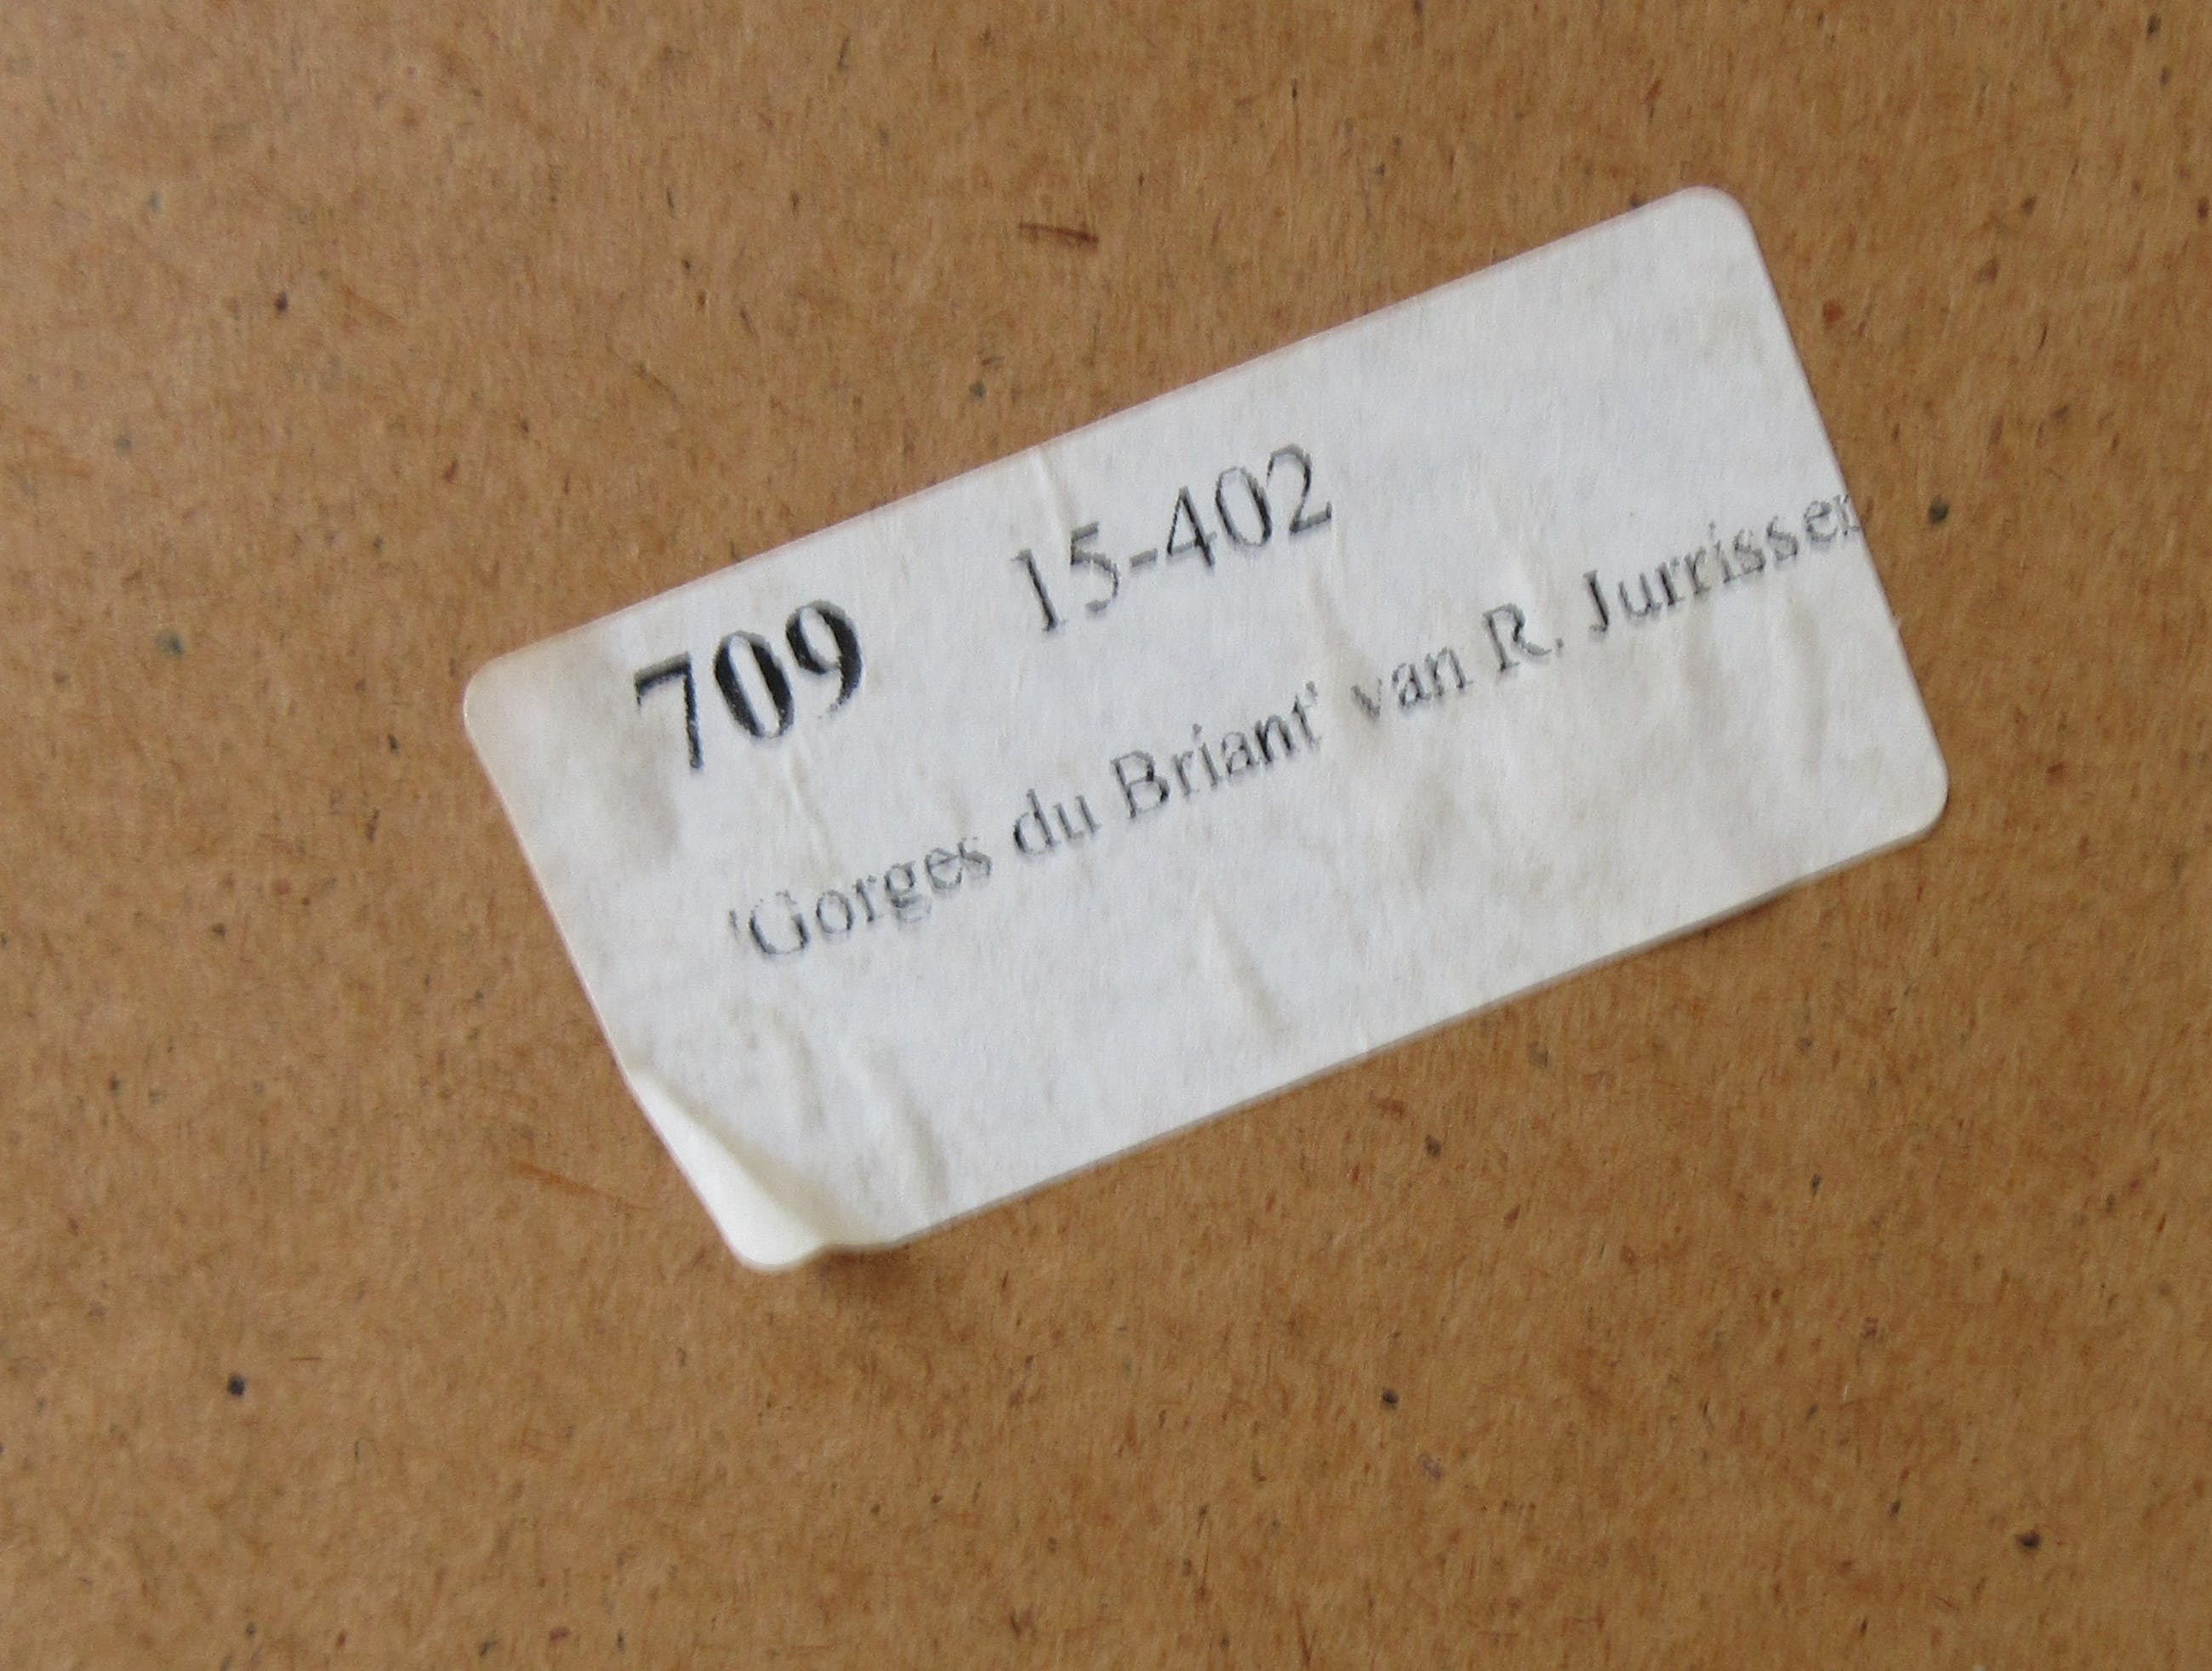 709 15-402
'Gorges du Briant' van R. Jurrissen